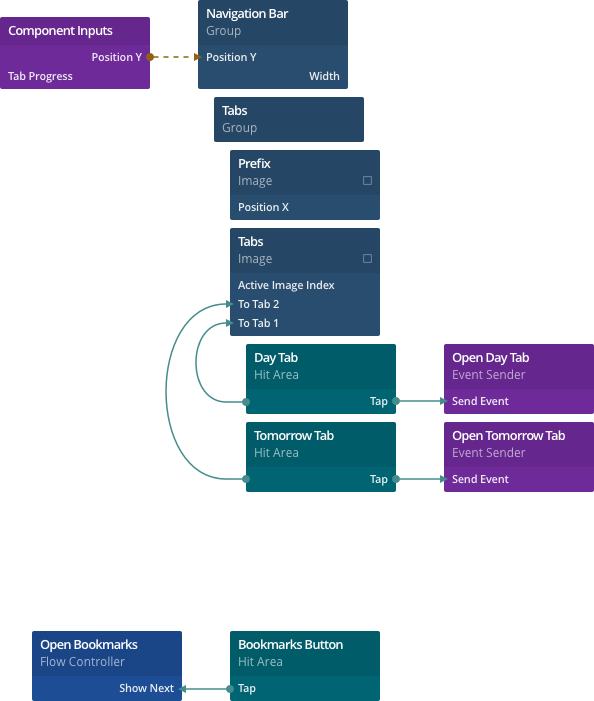 Component Inputs
Position Y
Tab Progress
Navigation Bar
Group
Position Y
Width
Tabs
Group
Prefix
Image
Position X
Tabs
Image
Active Image Index
To Tab 2
To Tab 1
Day Tab
Hit Area
Tap
Open Day Tab
Event Sender
Send Event
Tomorrow Tab
Hit Area
Tap
Open Tomorrow Tab
Event Sender
Send Event
Open Bookmarks
Flow Controller
Show Next
Bookmarks Button
Hit Area
Tap